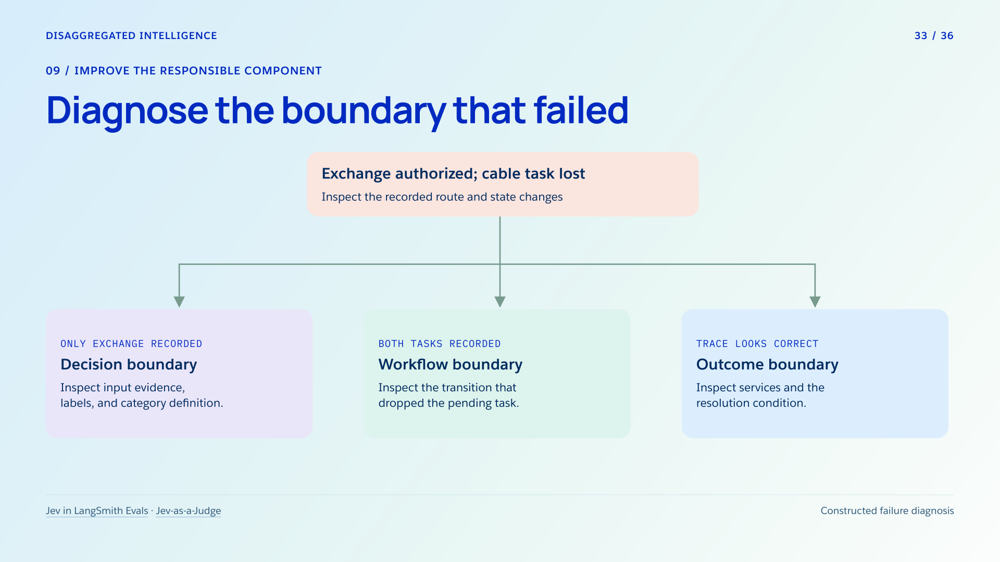 DISAGGREGATED INTELLIGENCE
33 / 36
09 / IMPROVE THE RESPONSIBLE COMPONENT
Diagnose the boundary that failed
Exchange authorized; cable task lost
Inspect the recorded route and state changes
ONLY EXCHANGE RECORDED
Decision boundary
Inspect input evidence,
labels, and category definition.
BOTH TASKS RECORDED
Workflow boundary
Inspect the transition that
dropped the pending task.
TRACE LOOKS CORRECT
Outcome boundary
Inspect services and the
resolution condition.
Jev in LangSmith Evals · Jev-as-a-Judge
Constructed failure diagnosis